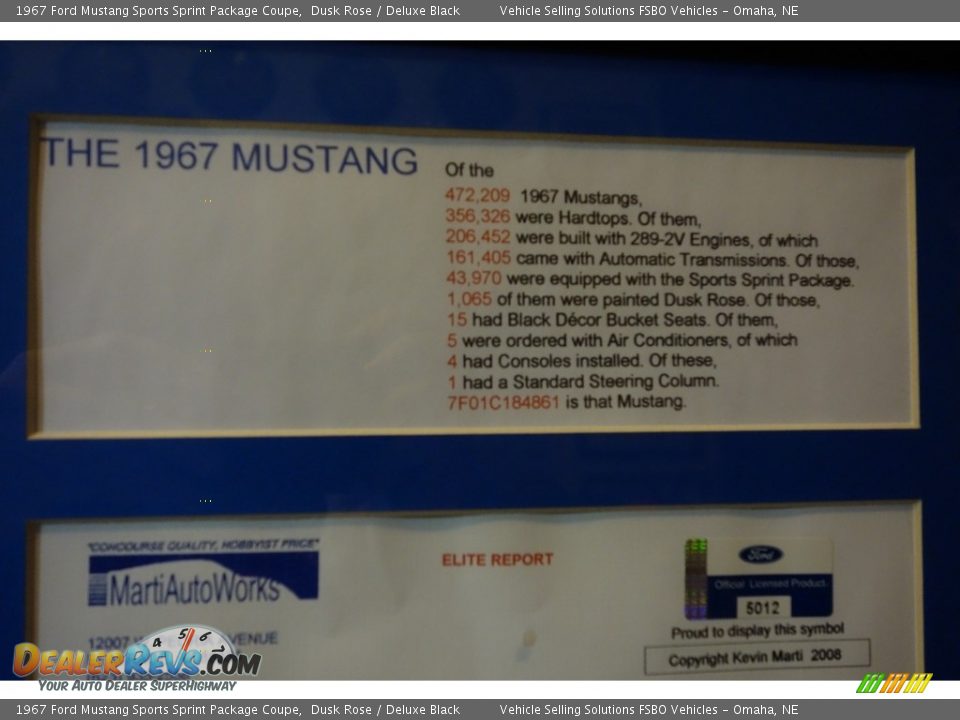 1967 Ford Mustang Sports Sprint Package Coupe,  Dusk Rose / Deluxe Black    Vehicle Selling Solutions FSBO Vehicles - Omaha, NE
THE 1967 MUSTANG
Of the
472,209 1967 Mustangs,
356,326 were Hardtops. Of them,
206,452 were built with 289-2V Engines, of which
161,405 came with Automatic Transmissions. Of those,
43,970 were equipped with the Sports Sprint Package.
1,065 of them were painted Dusk Rose. Of those,
15 had Black Décor Bucket Seats. Of them,
5 were ordered with Air Conditioners, of which
4 had Consoles installed. Of these,
1 had a Standard Steering Column.
7F01C184861 is that Mustang.
"CONCOURSE QUALITY, HOBBYIST PRICE"
MartiAutoWorks
12007
ELITE REPORT
Ford
Official Licensed Product
5012
Proud to display this symbol
Copyright Kevin Marti 2008
4 5 6
DEALERREVS.COM
YOUR AUTO DEALER SUPERHIGHWAY
1967 Ford Mustang Sports Sprint Package Coupe,  Dusk Rose / Deluxe Black    Vehicle Selling Solutions FSBO Vehicles - Omaha, NE